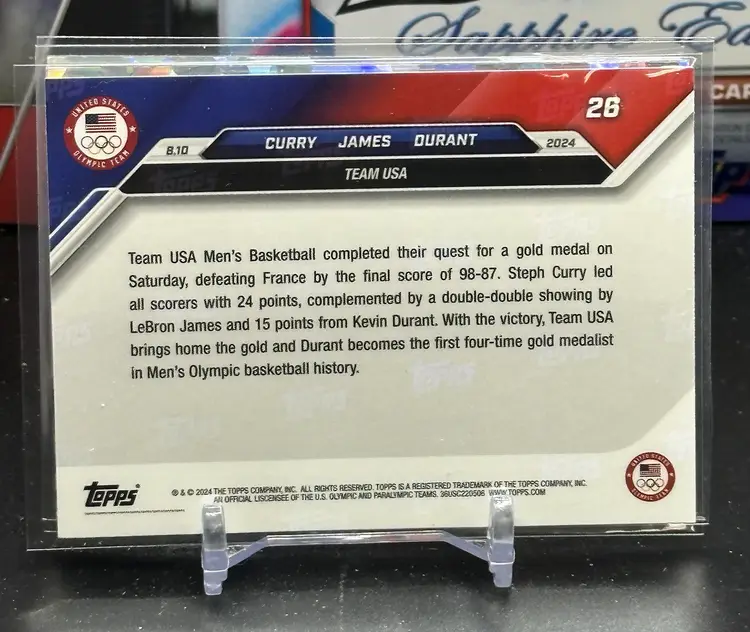 Sapphire
UNITED STATES
OLYMPIC TEAM
26
8.10
CURRY JAMES DURANT
2024
TEAM USA
Team USA Men's Basketball completed their quest for a gold medal on
Saturday, defeating France by the final score of 98-87. Steph Curry led
all scorers with 24 points, complemented by a double-double showing by
LeBron James and 15 points from Kevin Durant. With the victory, Team USA
brings home the gold and Durant becomes the first four-time gold medalist
in Men's Olympic basketball history.
Topps
® & © 2024 THE TOPPS COMPANY, INC. ALL RIGHTS RESERVED. TOPPS IS A REGISTERED TRADEMARK OF THE TOPPS COMPANY, INC.
AN OFFICIAL LISCENSEE OF THE U.S. OLYMPIC AND PARALYMPIC TEAMS. 36USC220506 WWW.TOPPS.COM
UNITED STATES
OLYMPIC TEAM